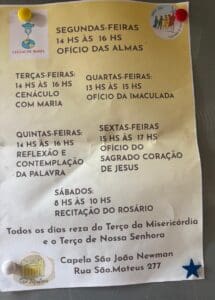 LEGIÃO DE MARIA
SEGUNDAS-FEIRAS
14 HS ÀS 16 HS
OFÍCIO DAS ALMAS
TERÇAS-FEIRAS:
14 HS ÀS 16 HS
CENÁCULO
COM MARIA
QUARTAS-FEIRAS:
13 HS ÀS 15 HS
OFÍCIO DA IMACULADA
QUINTAS-FEIRAS:
14 HS ÀS 16 HS
REFLEXÃO E
CONTEMPLAÇÃO
DA PALAVRA
SEXTAS-FEIRAS
15 HS ÀS 17 HS
OFÍCIO DO
SAGRADO CORAÇÃO
DE JESUS
SÁBADOS:
8 HS ÀS 10 HS
RECITAÇÃO DO ROSÁRIO
Todos os dias reza do Terço da Misericórdia
e o Terço de Nossa Senhora
Capela São João Newman
Rua São.Mateus 277